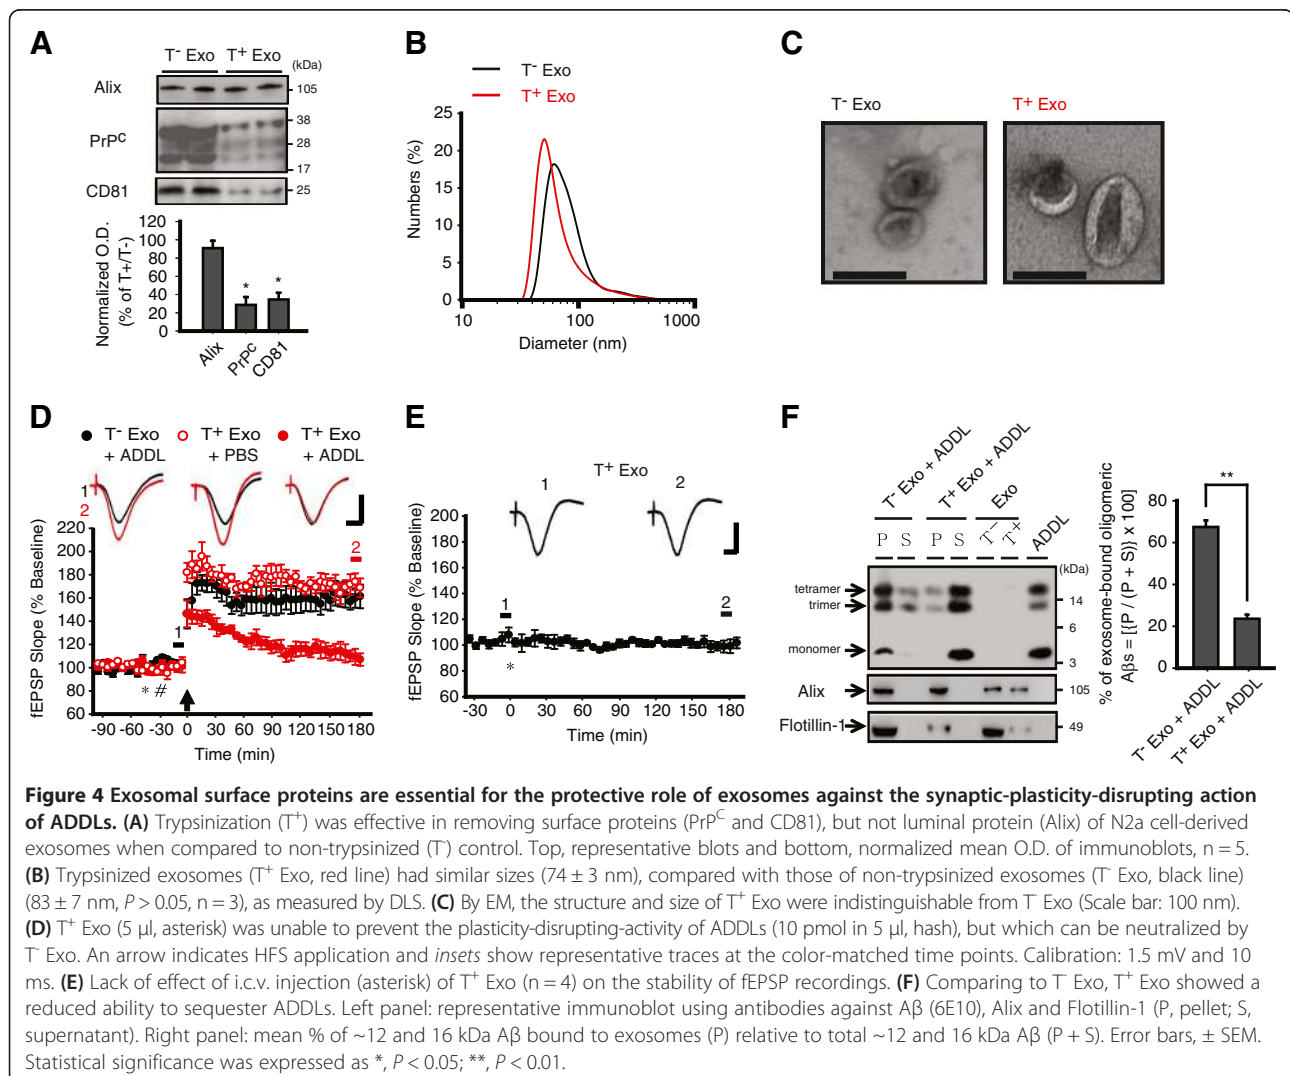 A
T- Exo T+ Exo
(kDa)
Alix
105
PrPC
38
28
17
CD81
25
Normalized O.D.
(% of T+/T-)
120
100
80
60
40
20
0
* *
Alix PrPC CD81
B
T- Exo
T+ Exo
Numbers (%)
25
20
15
10
5
0
10 100 1000
Diameter (nm)
C
T- Exo T+ Exo
D
T- Exo + ADDL
T+ Exo + PBS
T+ Exo + ADDL
1
2
fEPSP Slope (% Baseline)
220
200
180
160
140
120
100
80
60
1
2
* #
-90 -60 -30 0 30 60 90 120 150 180
Time (min)
E
T+ Exo
1 2
fEPSP Slope (% Baseline)
200
180
160
140
120
100
80
60
1
2
*
-30 0 30 60 90 120 150 180
Time (min)
F
T- Exo + ADDL
T+ Exo + ADDL
Exo
ADDL
P S P S T- T+
(kDa)
tetramer
trimer
14
6
monomer
3
Alix
105
Flotillin-1
49
% of exosome-bound oligomeric
Aβs = [{P / (P + S)} x 100]
80
60
40
20
0
**
T- Exo + ADDL
T+ Exo + ADDL
Figure 4 Exosomal surface proteins are essential for the protective role of exosomes against the synaptic-plasticity-disrupting action
of ADDLs. (A) Trypsinization (T+) was effective in removing surface proteins (PrPC and CD81), but not luminal protein (Alix) of N2a cell-derived
exosomes when compared to non-trypsinized (T-) control. Top, representative blots and bottom, normalized mean O.D. of immunoblots, n = 5.
(B) Trypsinized exosomes (T+ Exo, red line) had similar sizes (74 ± 3 nm), compared with those of non-trypsinized exosomes (T- Exo, black line)
(83 ± 7 nm, P > 0.05, n = 3), as measured by DLS. (C) By EM, the structure and size of T+ Exo were indistinguishable from T- Exo (Scale bar: 100 nm).
(D) T+ Exo (5 μl, asterisk) was unable to prevent the plasticity-disrupting-activity of ADDLs (10 pmol in 5 μl, hash), but which can be neutralized by
T- Exo. An arrow indicates HFS application and insets show representative traces at the color-matched time points. Calibration: 1.5 mV and 10
ms. (E) Lack of effect of i.c.v. injection (asterisk) of T+ Exo (n = 4) on the stability of fEPSP recordings. (F) Comparing to T- Exo, T+ Exo showed a
reduced ability to sequester ADDLs. Left panel: representative immunoblot using antibodies against Aβ (6E10), Alix and Flotillin-1 (P, pellet; S,
supernatant). Right panel: mean % of ~12 and 16 kDa Aβ bound to exosomes (P) relative to total ~12 and 16 kDa Aβ (P + S). Error bars, ± SEM.
Statistical significance was expressed as *, P < 0.05; **, P < 0.01.